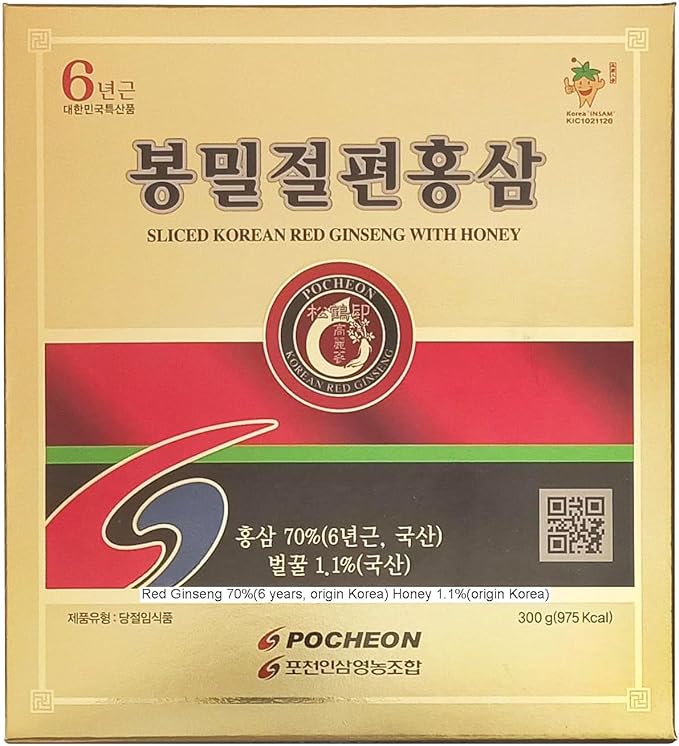 6년근
대한민국특산품
Korea "INSAM"
KIC1021120
봉밀절편홍삼
SLICED KOREAN RED GINSENG WITH HONEY
POCHEON
松鶴印
高麗蔘
KOREAN RED GINSENG
홍삼 70%(6년근, 국산)
벌꿀 1.1%(국산)
Red Ginseng 70%(6 years, origin Korea) Honey 1.1%(origin Korea)
제품유형 : 당절임식품
300 g(975 Kcal)
POCHEON
포천인삼영농조합